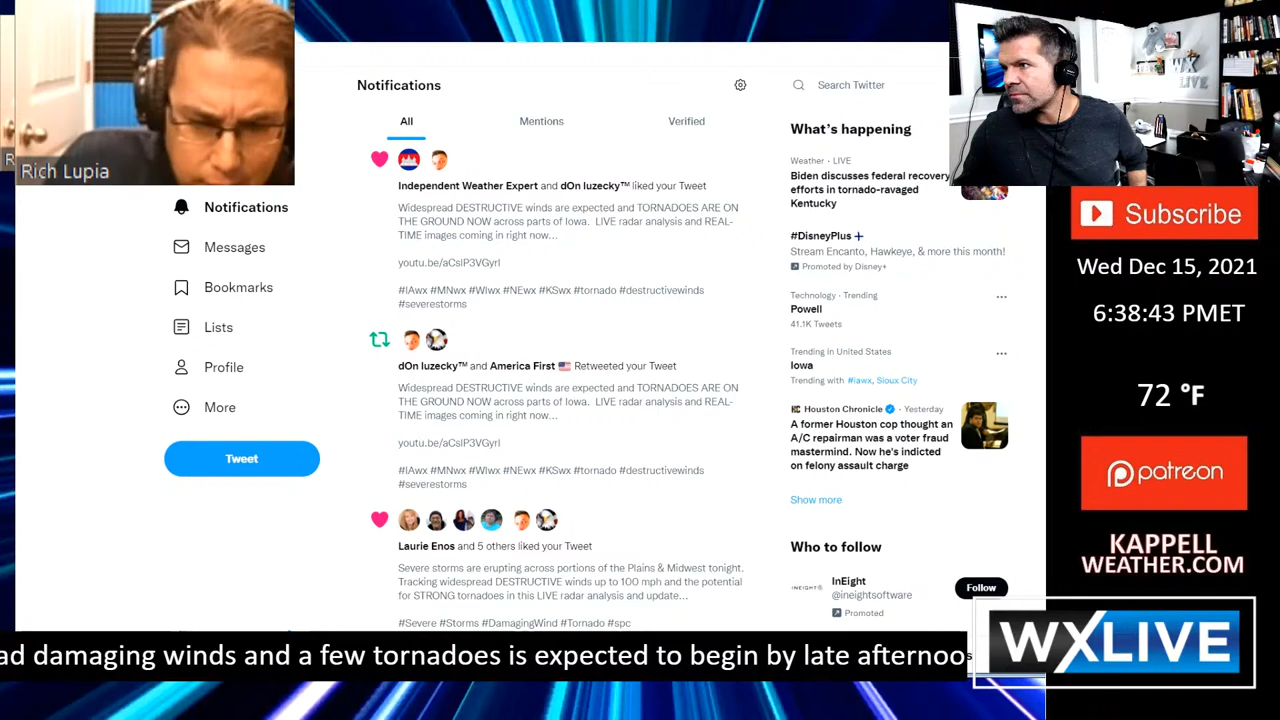 Rich Lupia
Notifications
All
Mentions
Verified
Independent Weather Expert and dOn luzecky™ liked your Tweet
Widespread DESTRUCTIVE winds are expected and TORNADOES ARE ON
THE GROUND NOW across parts of Iowa. LIVE radar analysis and REAL-
TIME images coming in right now...
#IAwx #MNwx #WIwx #NEwx #KSwx #tornado #destructivewinds
#severestorms
dOn luzecky™ and America First 🇺🇸 Retweeted your Tweet
Widespread DESTRUCTIVE winds are expected and TORNADOES ARE ON
THE GROUND NOW across parts of Iowa. LIVE radar analysis and REAL-
TIME images coming in right now...
#IAwx #MNwx #WIwx #NEwx #KSwx #tornado #destructivewinds
#severestorms
Laurie Enos and 5 others liked your Tweet
Severe storms are erupting across portions of the Plains & Midwest tonight.
Tracking widespread DESTRUCTIVE winds up to 100 mph and the potential
for STRONG tornadoes in this LIVE radar analysis and update...
#Severe #Storms #DamagingWind #Tornado #spc
Notifications
Messages
Bookmarks
Lists
Profile
More
Tweet
Search Twitter
What's happening
Weather · LIVE
Biden discusses federal recovery
efforts in tornado-ravaged
Kentucky
#DisneyPlus
Stream Encanto, Hawkeye, & more this month!
Promoted by Disney+
Technology · Trending
Powell
41.1K Tweets
Trending in United States
Iowa
Trending with #iawx, Sioux City
Houston Chronicle · Yesterday
A former Houston cop thought an
A/C repairman was a voter fraud
mastermind. Now he's indicted
on felony assault charge
Show more
Who to follow
INEIGHT
InEight
@ineightsoftware
Promoted
Follow
WX
LIVE
Subscribe
Wed Dec 15, 2021
6:38:43 PMET
72 °F
patreon
KAPPELL
WEATHER.COM
WXLIVE
ad damaging winds and a few tornadoes is expected to begin by late afternoo